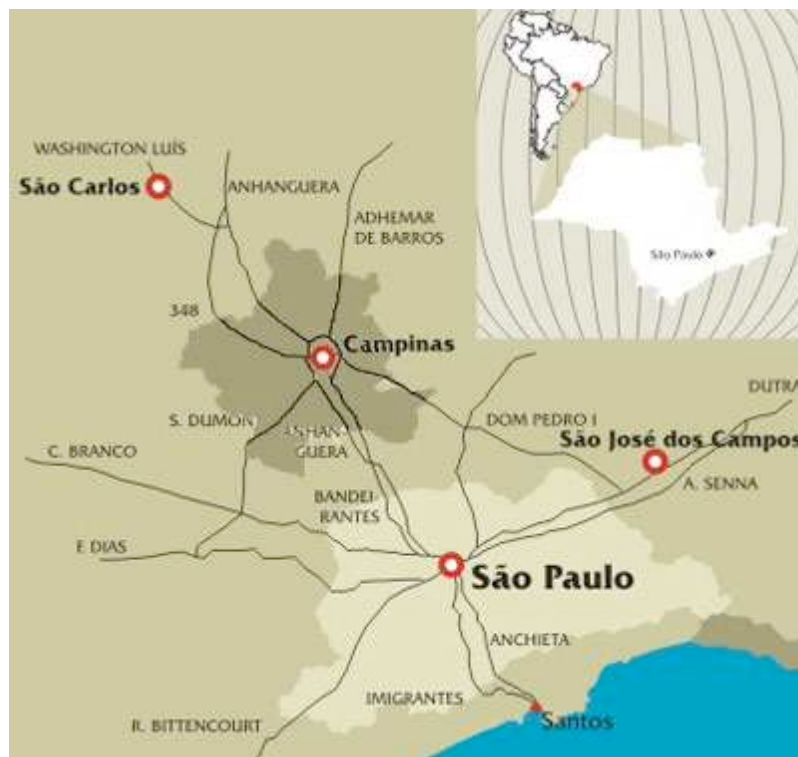 WASHINGTON LUÍS
São Carlos
ANHANGUERA
ADHEMAR
DE BARROS
São Paulo
348
Campinas
DUTRA
S. DUMON
ANHAN-
GUERA
DOM PEDRO I
São José dos Campos
C. BRANCO
A. SENNA
BANDEI-
RANTES
F. DIAS
São Paulo
ANCHIETA
IMIGRANTES
Santos
R. BITTENCOURT